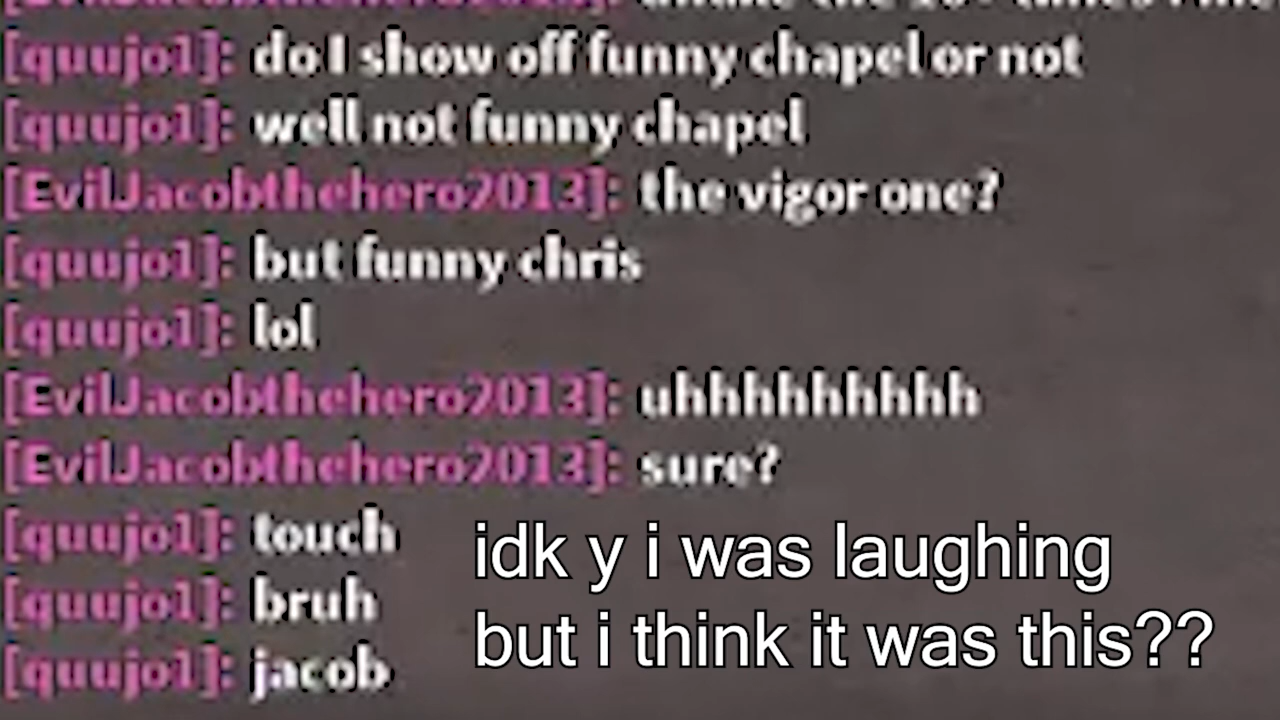 [quujo1]: do I show off funny chapel or not
[quujo1]: well not funny chapel
[EvilJacobthehero2013]: the vigor one?
[quujo1]: but funny chris
[quujo1]: lol
[EvilJacobthehero2013]: uhhhhhhhhhh
[EvilJacobthehero2013]: sure?
[quujo1]: touch
[quujo1]: bruh
[quujo1]: jacob
idk y i was laughing
but i think it was this??